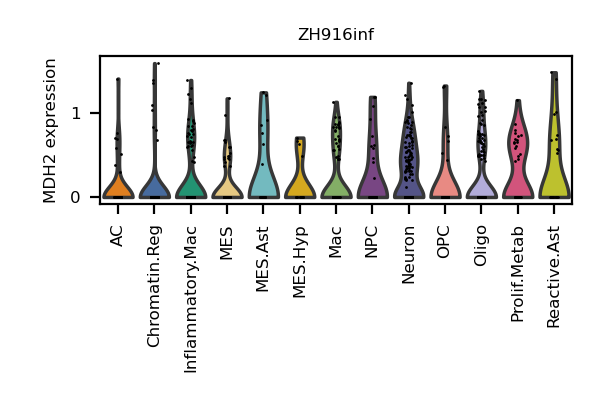 ZH916inf
MDH2 expression
1
0
AC
Chromatin.Reg
Inflammatory.Mac
MES
MES.Ast
MES.Hyp
Mac
NPC
Neuron
OPC
Oligo
Prolif.Metab
Reactive.Ast